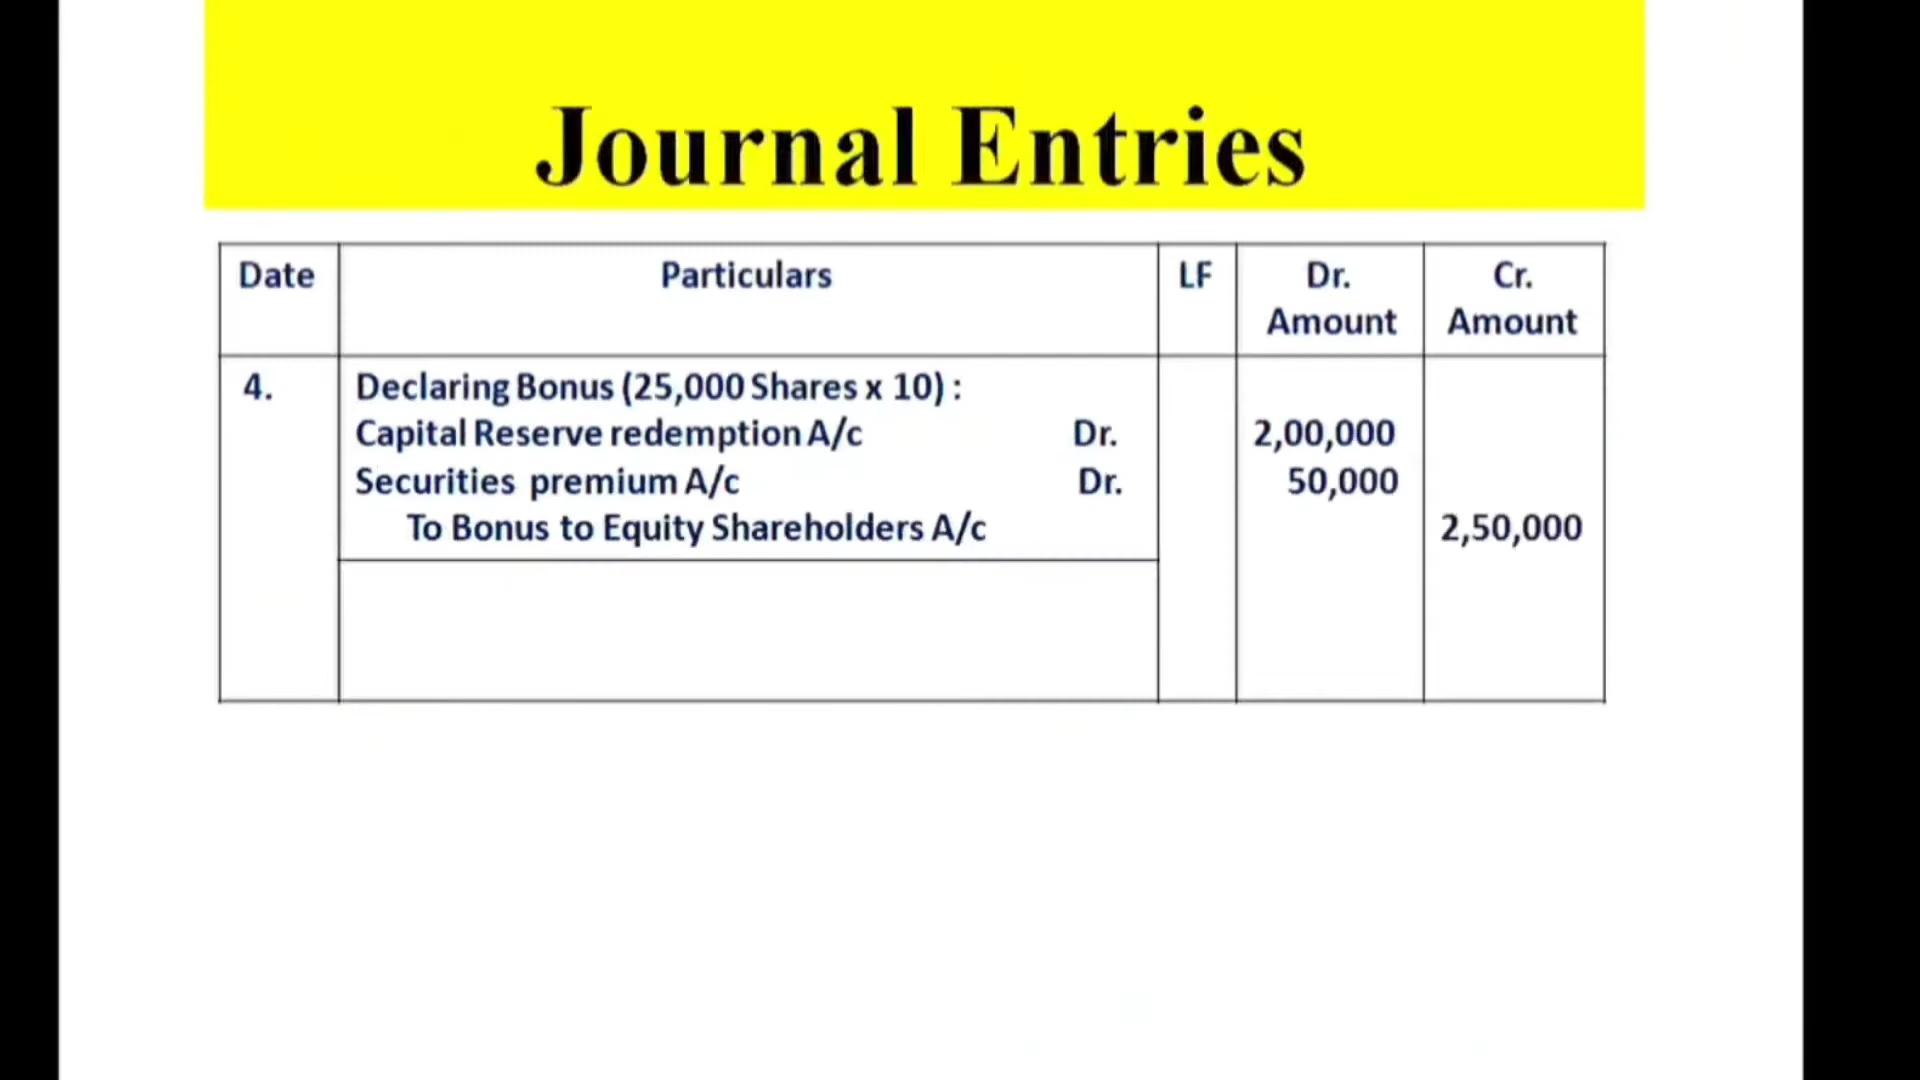 Journal Entries
Date Particulars LF Dr. Amount Cr. Amount
4. Declaring Bonus (25,000 Shares x 10) :
Capital Reserve redemption A/c Dr. 2,00,000
Securities premium A/c Dr. 50,000
To Bonus to Equity Shareholders A/c 2,50,000